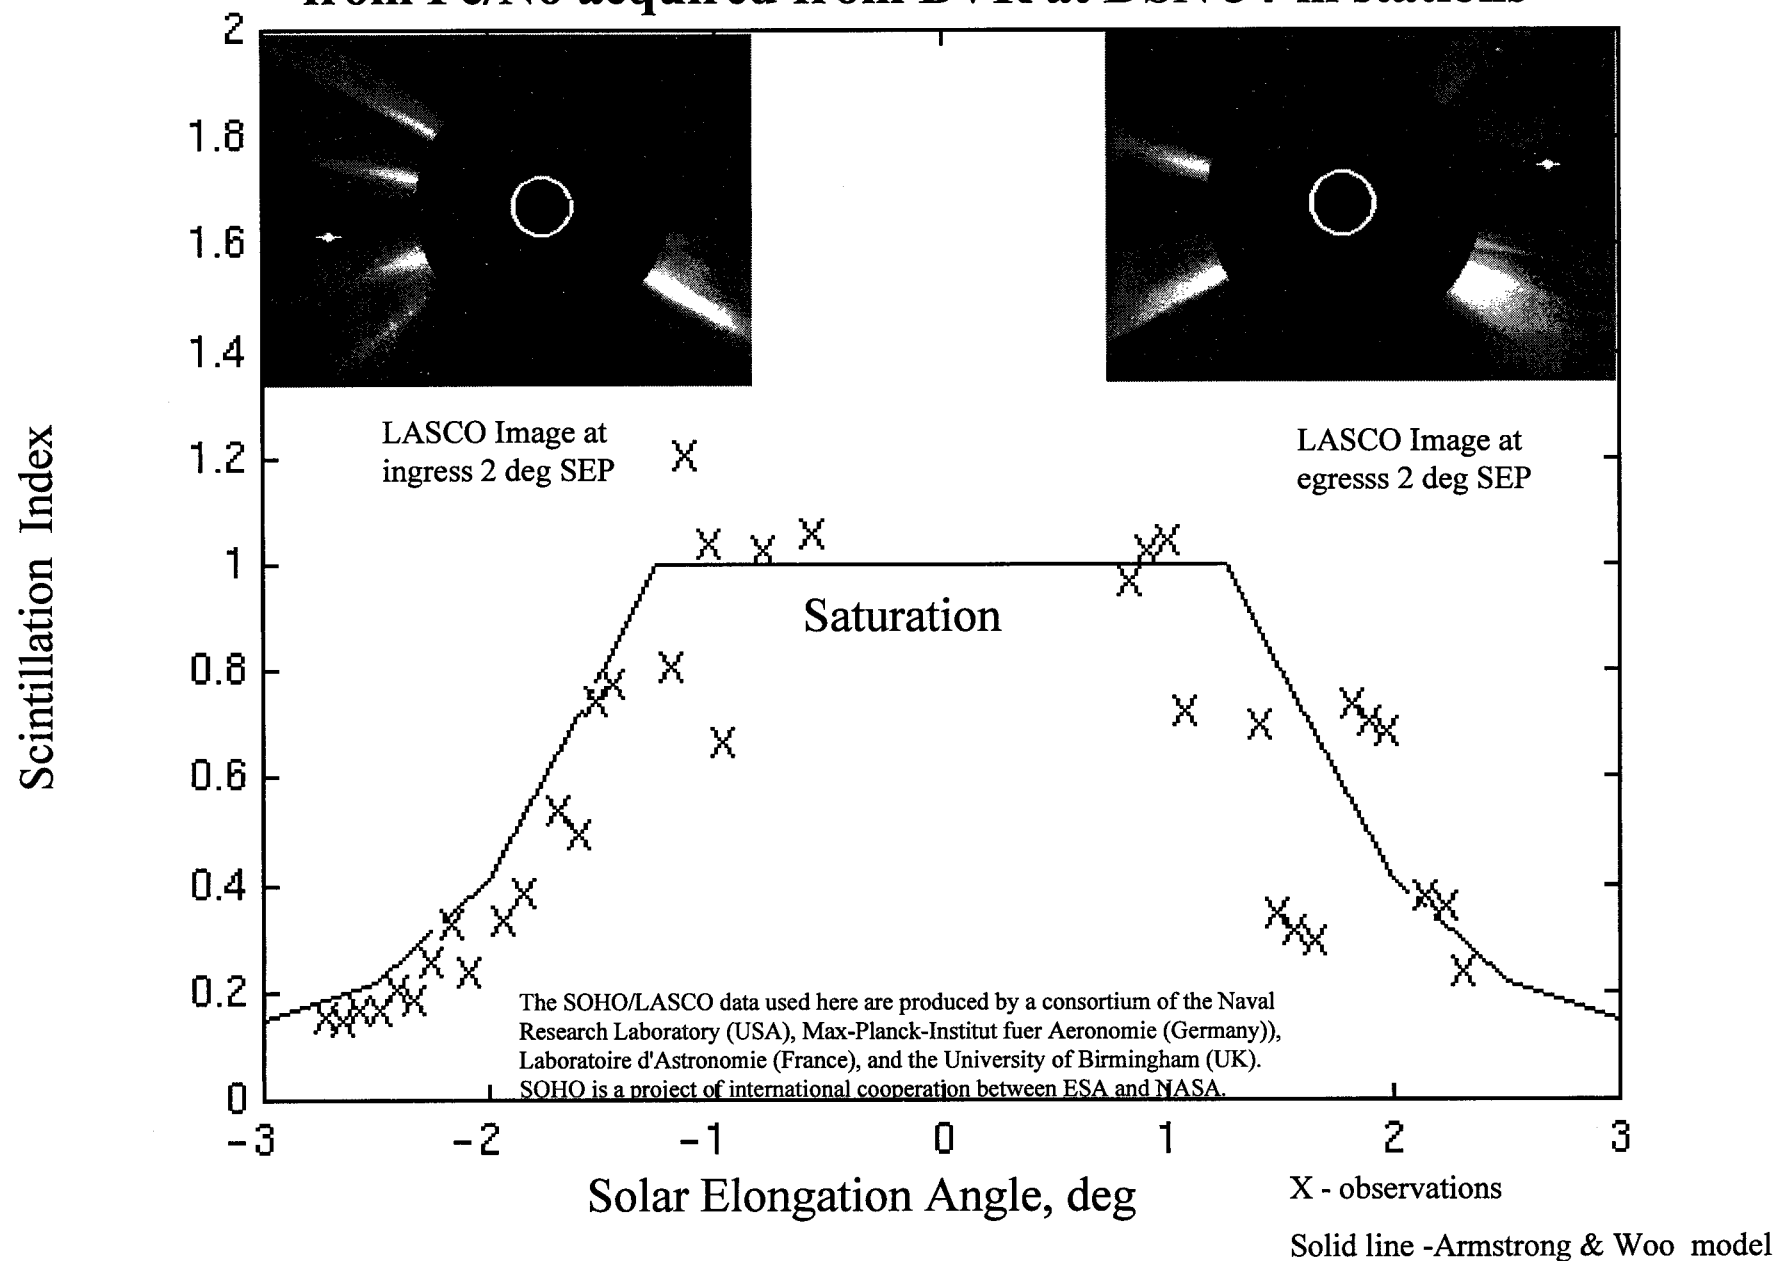 2
1.8
1.6
1.4
1.2
1
0.8
0.6
0.4
0.2
0
Scintillation Index
LASCO Image at
ingress 2 deg SEP
LASCO Image at
egresss 2 deg SEP
Saturation
The SOHO/LASCO data used here are produced by a consortium of the Naval
Research Laboratory (USA), Max-Planck-Institut fuer Aeronomie (Germany)),
Laboratoire d'Astronomie (France), and the University of Birmingham (UK).
SOHO is a project of international cooperation between ESA and NASA.
-3 -2 -1 0 1 2 3
Solar Elongation Angle, deg
X - observations
Solid line -Armstrong & Woo model